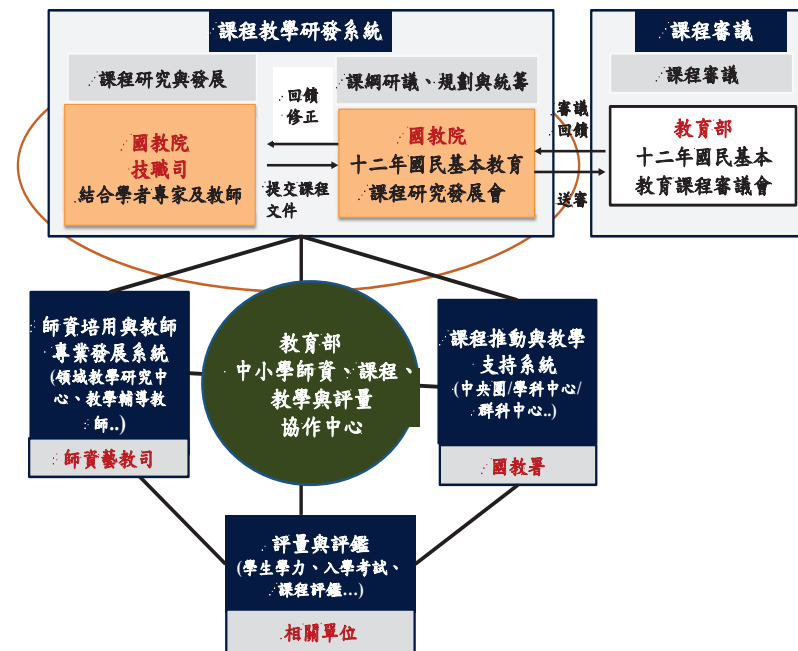 課程教學研發系統
課程審議
課程研究與發展
課綱研議、規劃與統籌
課程審議
回饋
修正
審議
回饋
國教院
技職司
結合學者專家及教師
國教院
十二年國民基本教育
課程研究發展會
教育部
十二年國民基本
教育課程審議會
提交課程
文件
送審
師資培用與教師
專業發展系統
(領域教學研究中
心、教學輔導教
師..)
師資藝教司
教育部
中小學師資、課程、
教學與評量
協作中心
課程推動與教學
支持系統
(中央團/學科中心/
群科中心..)
國教署
評量與評鑑
(學生學力、入學考試、
課程評鑑…)
相關單位